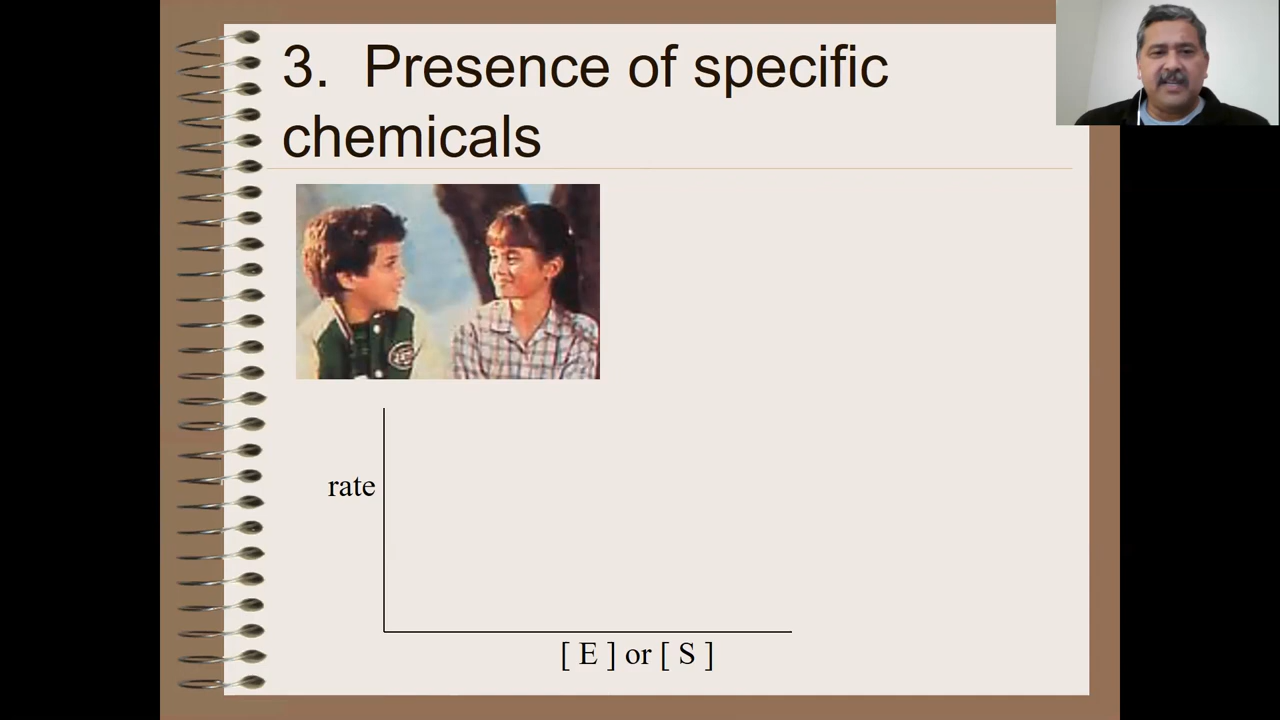 3. Presence of specific
chemicals
rate
[ E ] or [ S ]